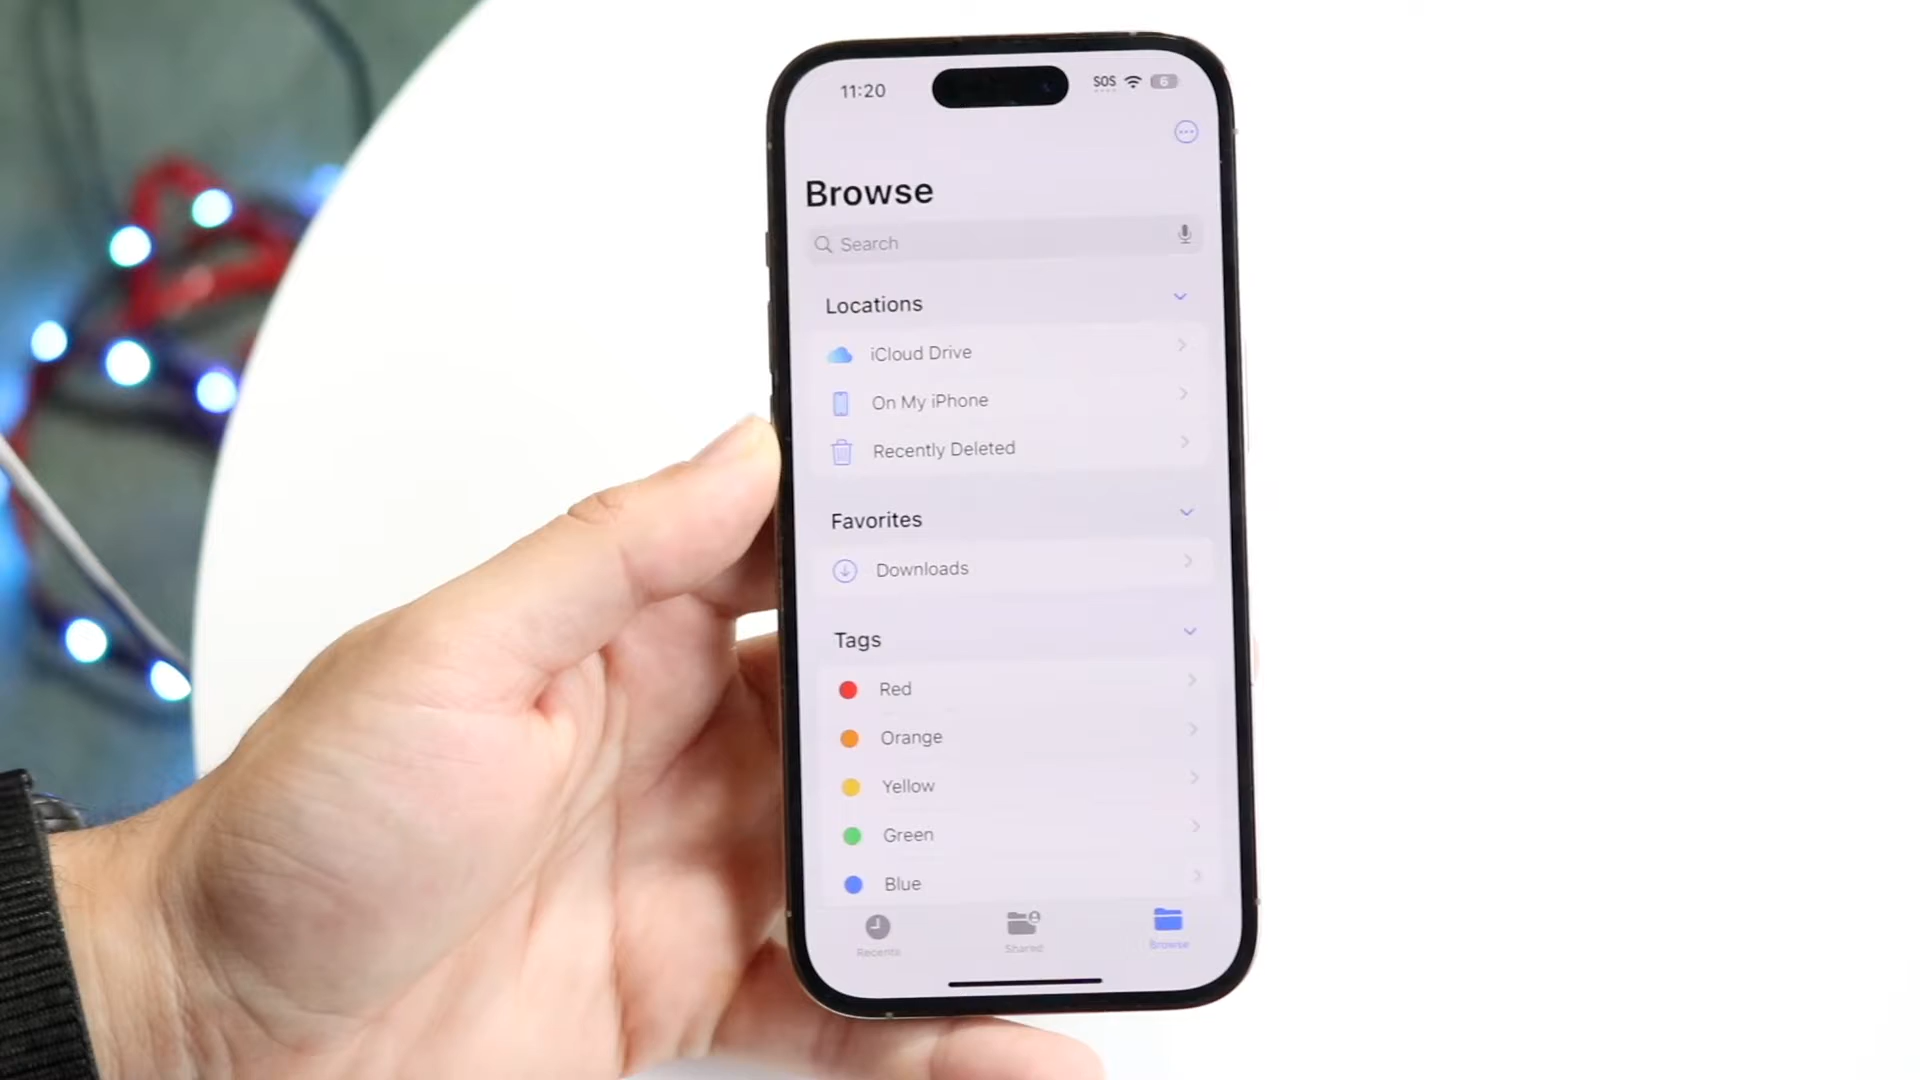 11:20
SOS
6
Browse
Search
Locations
iCloud Drive
On My iPhone
Recently Deleted
Favorites
Downloads
Tags
Red
Orange
Yellow
Green
Blue
Recents
Shared
Browse